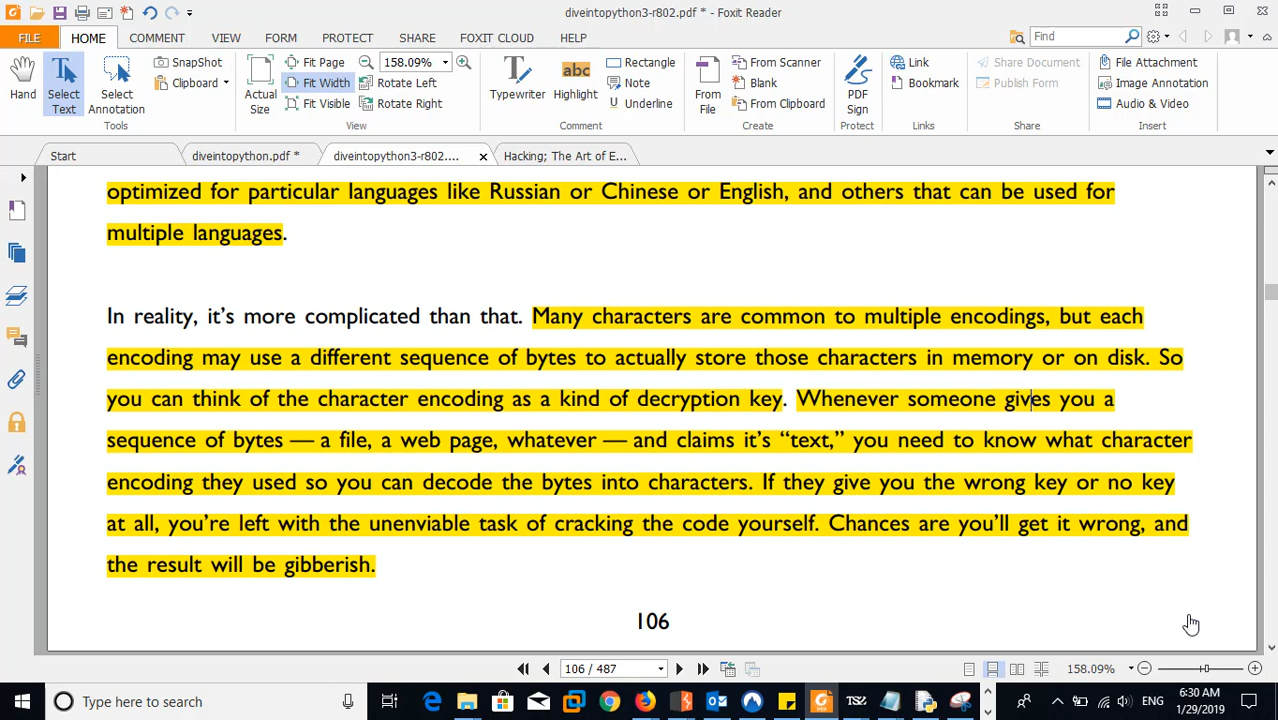 diveintopython3-r802.pdf * - Foxit Reader
FILE HOME COMMENT VIEW FORM PROTECT SHARE FOXIT CLOUD HELP Find
Hand
Select Text
Select Annotation
SnapShot
Clipboard
Tools
Actual Size
Fit Page
Fit Width
Fit Visible
158.09%
Rotate Left
Rotate Right
View
Typewriter
abc
Highlight
Rectangle
Note
Underline
Comment
From File
From Scanner
Blank
From Clipboard
Create
PDF Sign
Protect
Link
Bookmark
Links
Share Document
Publish Form
Share
File Attachment
Image Annotation
Audio & Video
Insert
Start diveintopython.pdf * diveintopython3-r802.... Hacking; The Art of E...
optimized for particular languages like Russian or Chinese or English, and others that can be used for
multiple languages.
In reality, it’s more complicated than that. Many characters are common to multiple encodings, but each
encoding may use a different sequence of bytes to actually store those characters in memory or on disk. So
you can think of the character encoding as a kind of decryption key. Whenever someone gives you a
sequence of bytes — a file, a web page, whatever — and claims it’s “text,” you need to know what character
encoding they used so you can decode the bytes into characters. If they give you the wrong key or no key
at all, you’re left with the unenviable task of cracking the code yourself. Chances are you’ll get it wrong, and
the result will be gibberish.
106
106 / 487 158.09%
Type here to search
ENG
6:30 AM
1/29/2019